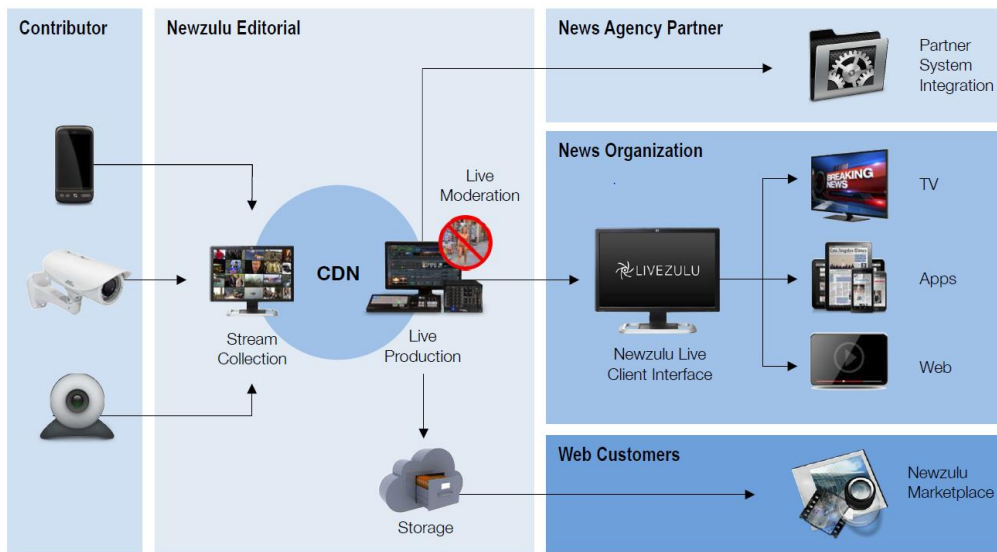 Contributor
Newzulu Editorial
News Agency Partner
Partner
System
Integration
News Organization
Live
Moderation
BREAKING
NEWS
TV
CDN
LIVEZULU
Apps
Stream
Collection
Live
Production
Newzulu Live
Client Interface
Web
Web Customers
Newzulu
Marketplace
Storage